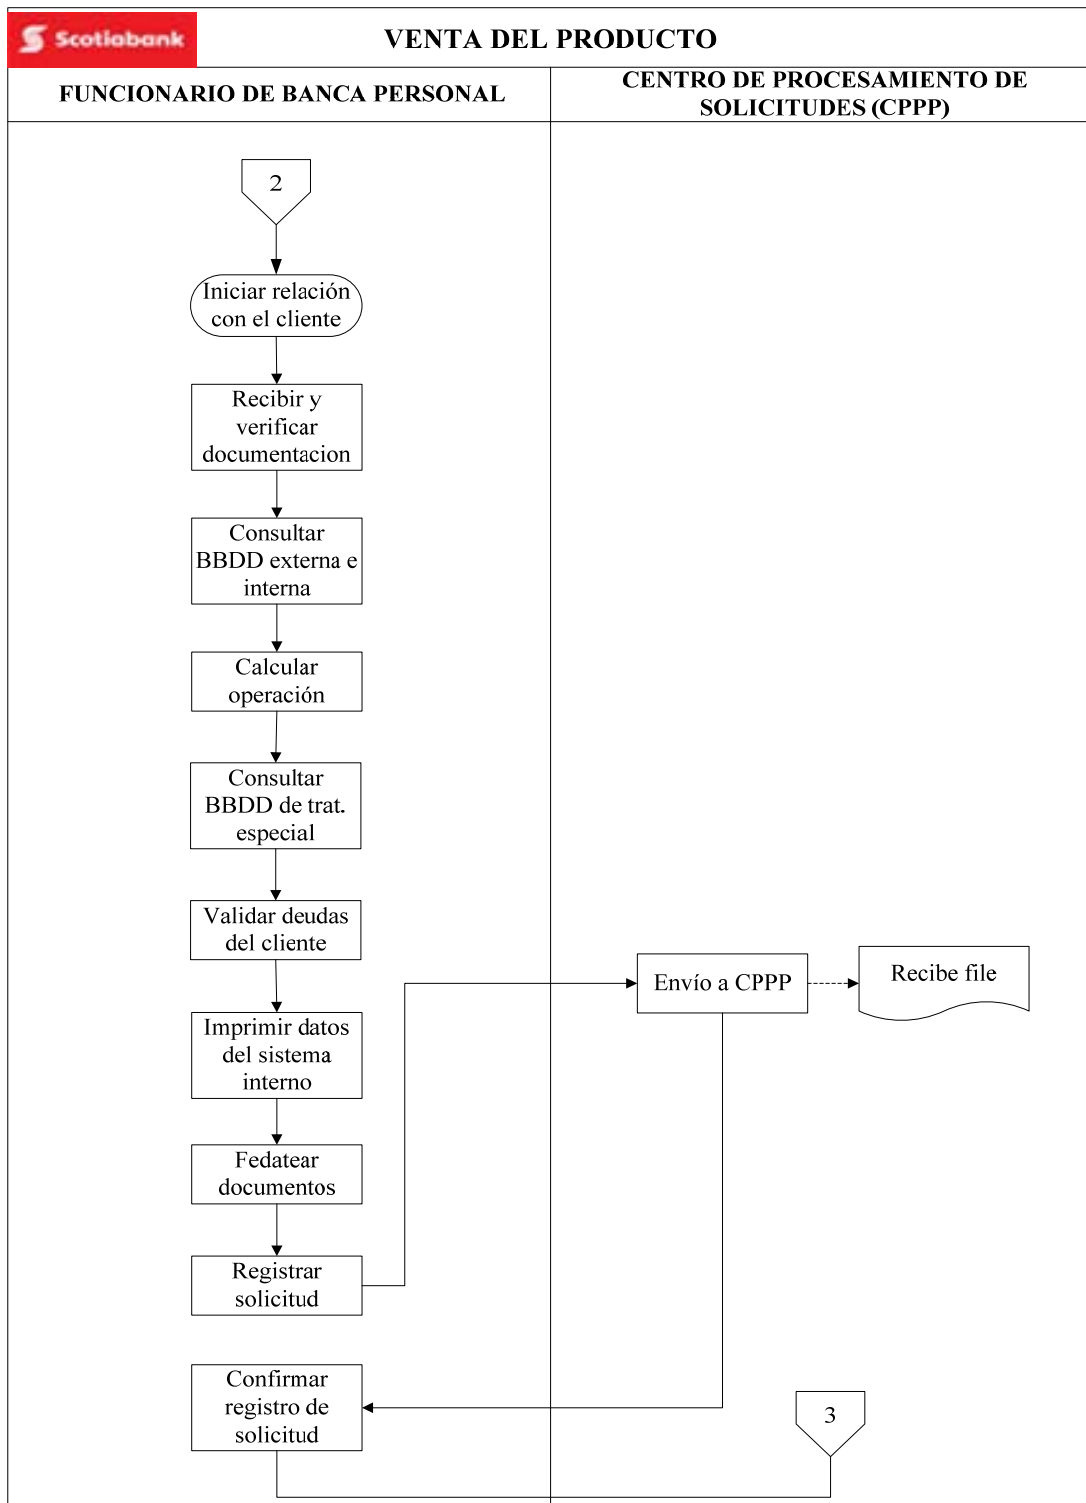 Scotiabank
VENTA DEL PRODUCTO
FUNCIONARIO DE BANCA PERSONAL
CENTRO DE PROCESAMIENTO DE
SOLICITUDES (CPPP)
2
Iniciar relación
con el cliente
Recibir y
verificar
documentacion
Consultar
BBDD externa e
interna
Calcular
operación
Consultar
BBDD de trat.
especial
Validar deudas
del cliente
Envío a CPPP
Recibe file
Imprimir datos
del sistema
interno
Fedatear
documentos
Registrar
solicitud
Confirmar
registro de
solicitud
3